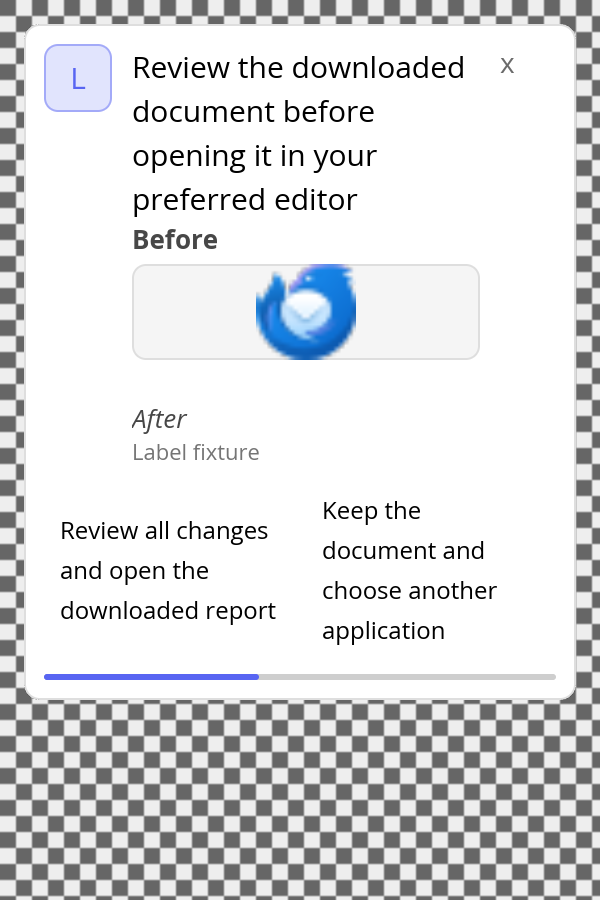 L
Review the downloaded
document before
opening it in your
preferred editor
x
Before
After
Label fixture
Review all changes
and open the
downloaded report
Keep the
document and
choose another
application